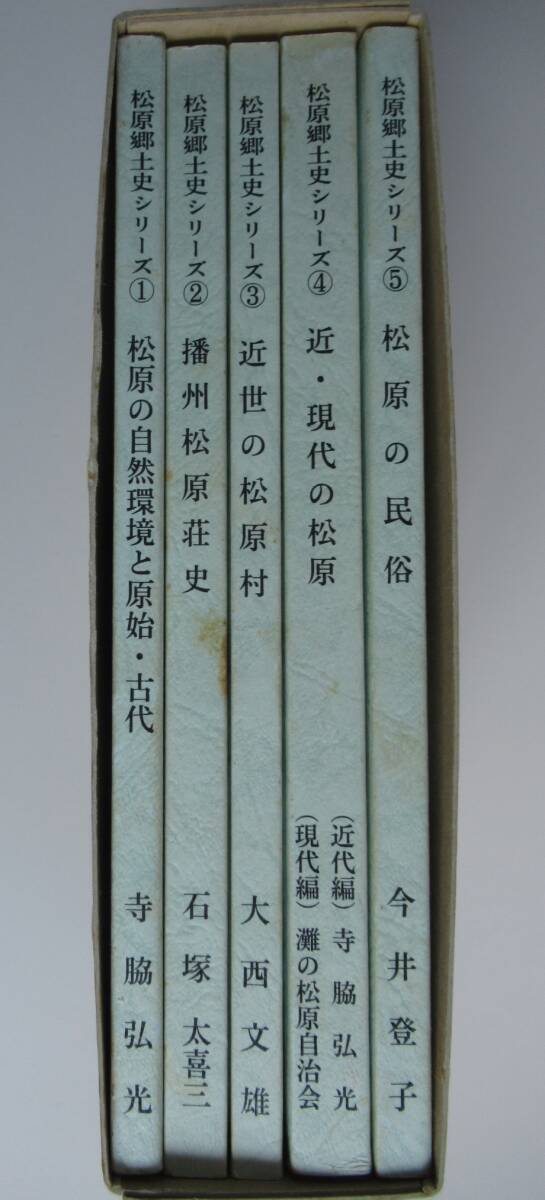 松原郷土史シリーズ① 松原の自然環境と原始・古代 寺脇弘光
松原郷土史シリーズ② 播州松原荘史 石塚太喜三
松原郷土史シリーズ③ 近世の松原村 大西文雄
松原郷土史シリーズ④ 近・現代の松原
(近代編) 寺脇弘光
(現代編) 灘の松原自治会
松原郷土史シリーズ⑤ 松原の民俗 今井登子